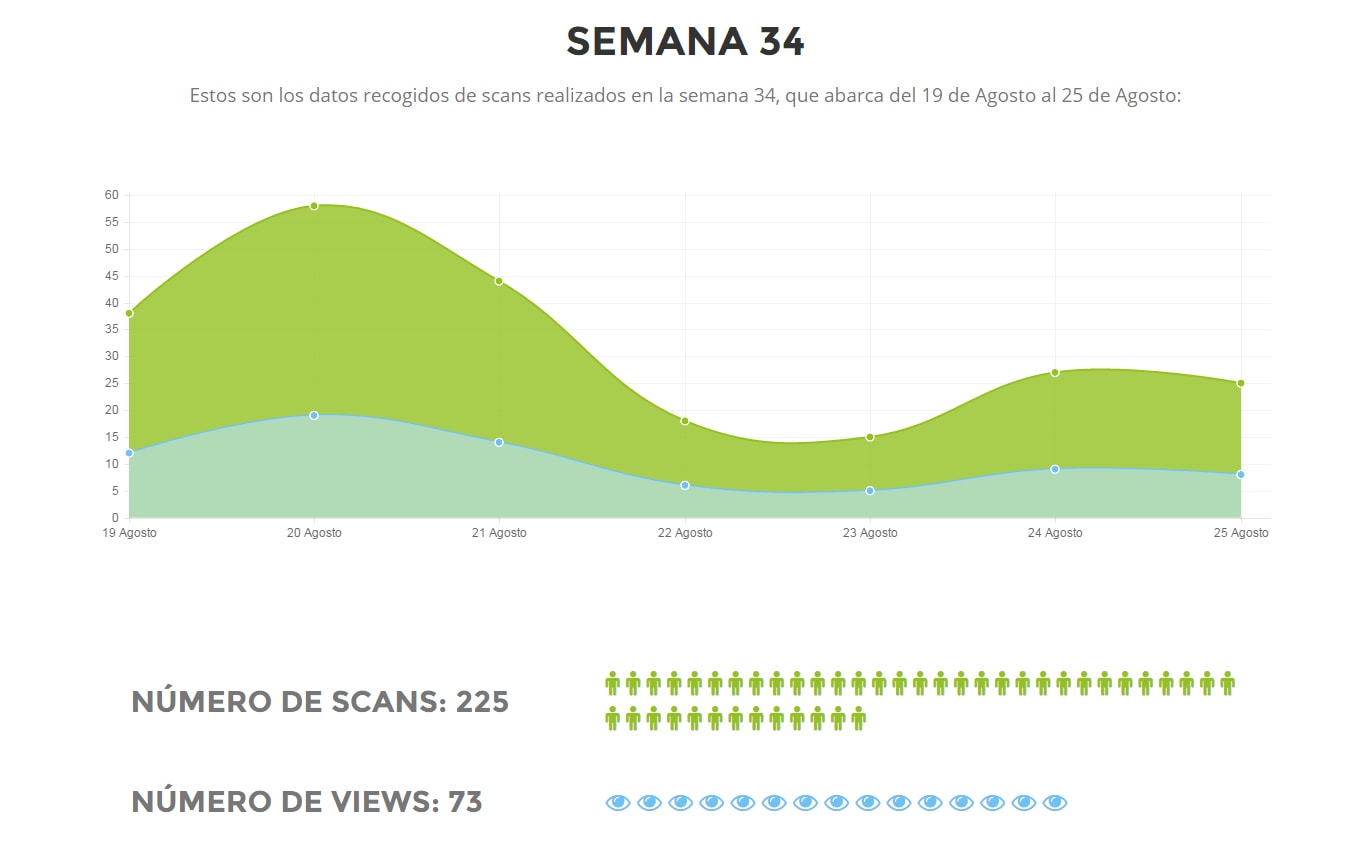 SEMANA 34
Estos son los datos recogidos de scans realizados en la semana 34, que abarca del 19 de Agosto al 25 de Agosto:
60
55
50
45
40
35
30
25
20
15
10
5
0
19 Agosto 20 Agosto 21 Agosto 22 Agosto 23 Agosto 24 Agosto 25 Agosto
NÚMERO DE SCANS: 225
NÚMERO DE VIEWS: 73